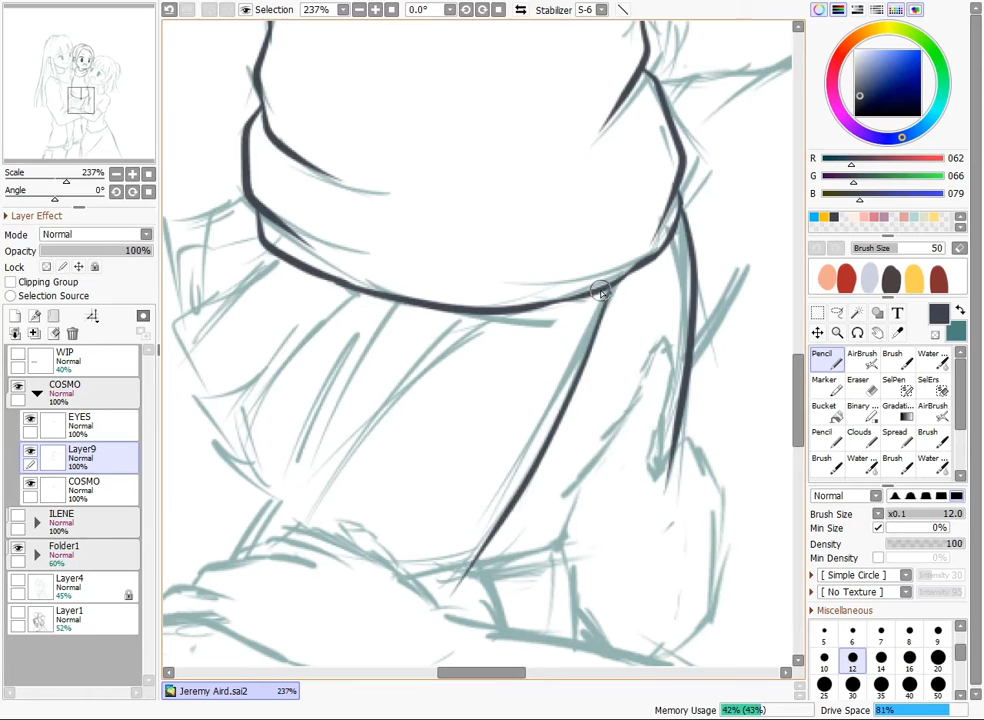 Selection 237% 0.0° Stabilizer S-6
Scale 237%
Angle 0°
Layer Effect
Mode Normal
Opacity 100%
Lock
Clipping Group
Selection Source
WIP
Normal
40%
COSMO
Normal
100%
EYES
Normal
100%
Layer9
Normal
100%
COSMO
Normal
100%
ILENE
Normal
100%
Folder1
Normal
60%
Layer4
Normal
45%
Layer1
Normal
52%
Jeremy Aird.sai2 237%
R 062
G 066
B 079
Brush Size 50
T
Pencil AirBrush Brush Water ...
Marker Eraser SelPen SelErs
Bucket Binary ... Gradati... AirBrush
Pencil Clouds Spread Brush
Brush Water ... Brush Water ...
Normal
Brush Size x0.1 12.0
Min Size 0%
Density 100
Min Density 0%
[ Simple Circle ] Intensity 30
[ No Texture ] Intensity 95
Miscellaneous
5 6 7 8 9
10 12 14 16 20
25 30 35 40 50
Memory Usage 42% (43%) Drive Space 81%